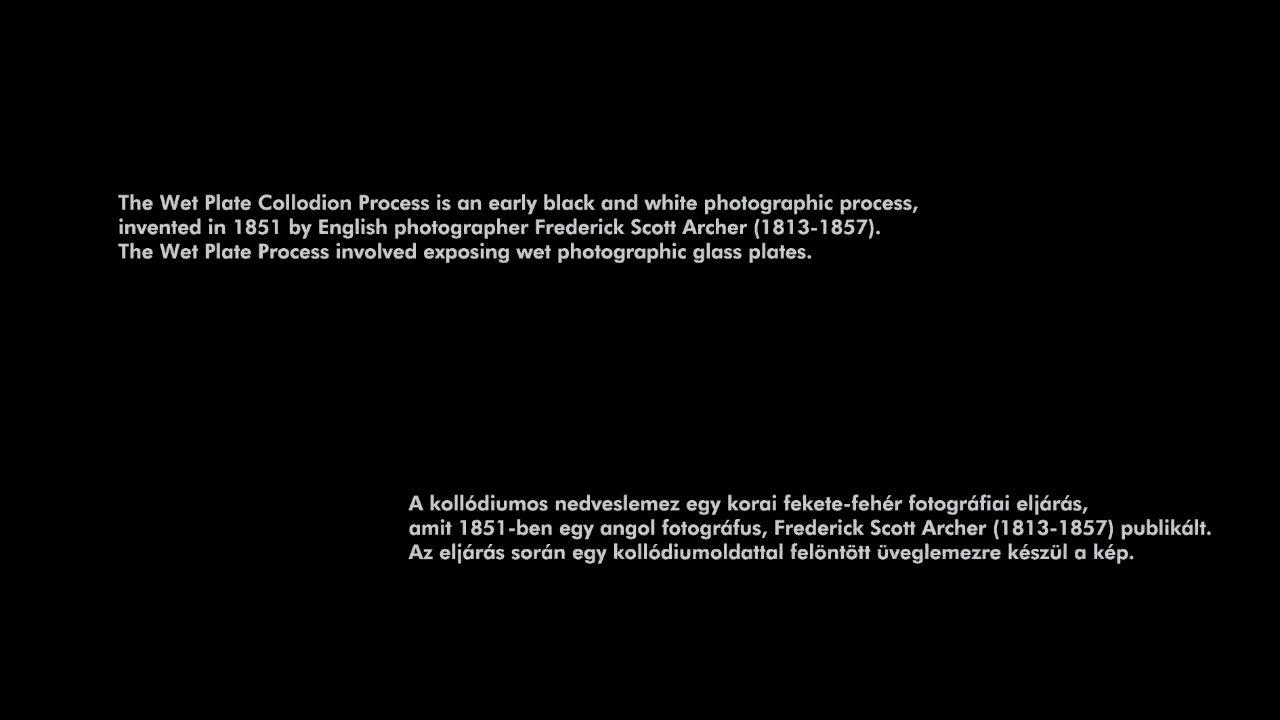 The Wet Plate Collodion Process is an early black and white photographic process,
invented in 1851 by English photographer Frederick Scott Archer (1813-1857).
The Wet Plate Process involved exposing wet photographic glass plates.
A kollódiumos nedveslemez egy korai fekete-fehér fotográfiai eljárás,
amit 1851-ben egy angol fotográfus, Frederick Scott Archer (1813-1857) publikált.
Az eljárás során egy kollódiumoldattal felöntött üveglemezre készül a kép.